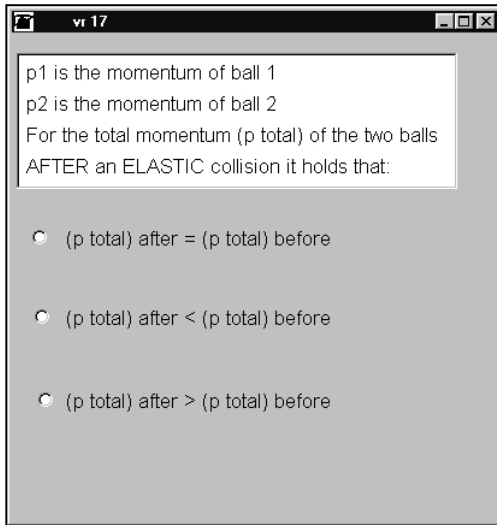 vr 17
p1 is the momentum of ball 1
p2 is the momentum of ball 2
For the total momentum (p total) of the two balls
AFTER an ELASTIC collision it holds that:
(p total) after = (p total) before
(p total) after < (p total) before
(p total) after > (p total) before